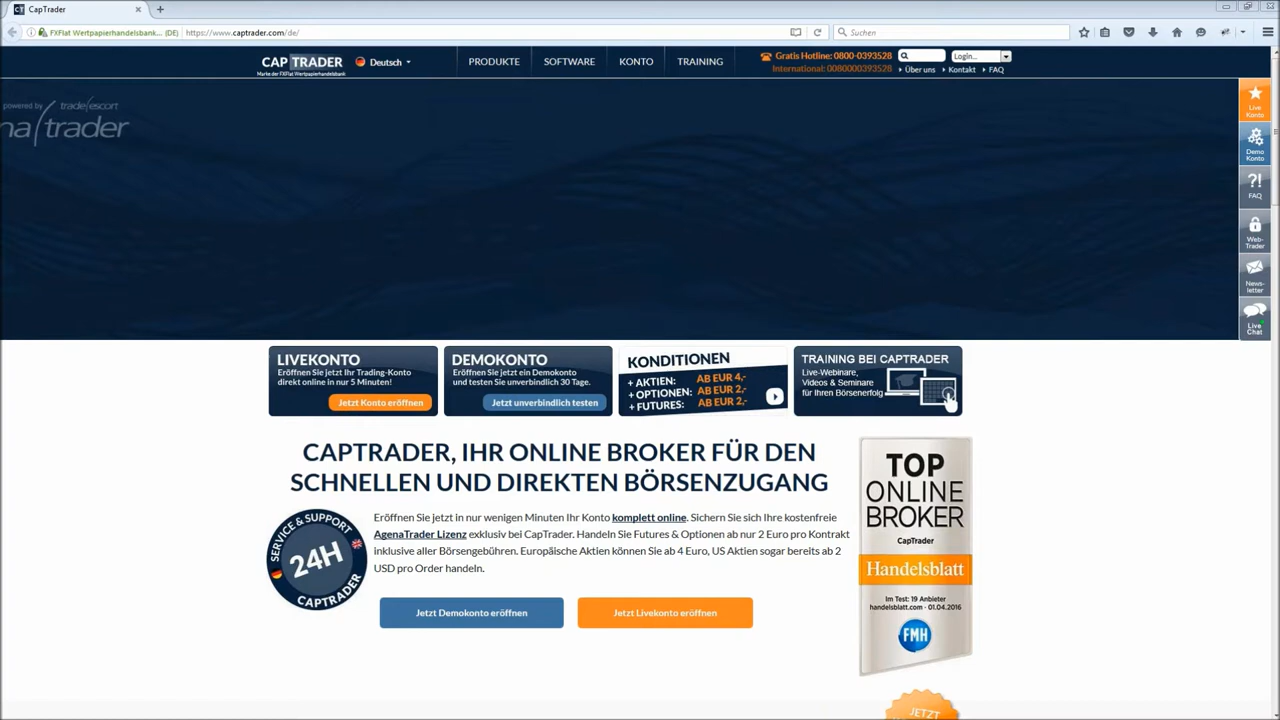 CapTrader
FXFlat Wertpapierhandelsbank... (DE)
https://www.captrader.com/de/
Suchen
CAPTRADER
Marke der FXFlat Wertpapierhandelsbank
Deutsch
PRODUKTE
SOFTWARE
KONTO
TRAINING
Gratis Hotline: 0800-0393528
International: 0080000393528
Login...
Über uns
Kontakt
FAQ
powered by
trade/escort
na/trader
Live
Konto
Demo
Konto
?!
FAQ
Web-
Trader
News-
letter
Live
Chat
LIVEKONTO
Eröffnen Sie jetzt Ihr Trading-Konto
direkt online in nur 5 Minuten!
Jetzt Konto eröffnen
DEMOKONTO
Eröffnen Sie jetzt ein Demokonto
und testen Sie unverbindlich 30 Tage.
Jetzt unverbindlich testen
KONDITIONEN
+ AKTIEN: AB EUR 4,-
+ OPTIONEN: AB EUR 2,-
+ FUTURES: AB EUR 2,-
TRAINING BEI CAPTRADER
Live-Webinare,
Videos & Seminare
für Ihren Börsenerfolg
CAPTRADER, IHR ONLINE BROKER FÜR DEN
SCHNELLEN UND DIREKTEN BÖRSENZUGANG
SERVICE & SUPPORT
24H
CAPTRADER
Eröffnen Sie jetzt in nur wenigen Minuten Ihr Konto komplett online. Sichern Sie sich Ihre kostenfreie
AgenaTrader Lizenz exklusiv bei CapTrader. Handeln Sie Futures & Optionen ab nur 2 Euro pro Kontrakt
inklusive aller Börsengebühren. Europäische Aktien können Sie ab 4 Euro, US Aktien sogar bereits ab 2
USD pro Order handeln.
Jetzt Demokonto eröffnen
Jetzt Livekonto eröffnen
TOP
ONLINE
BROKER
CapTrader
Handelsblatt
Im Test: 19 Anbieter
handelsblatt.com - 01.04.2016
FMH
JETZT